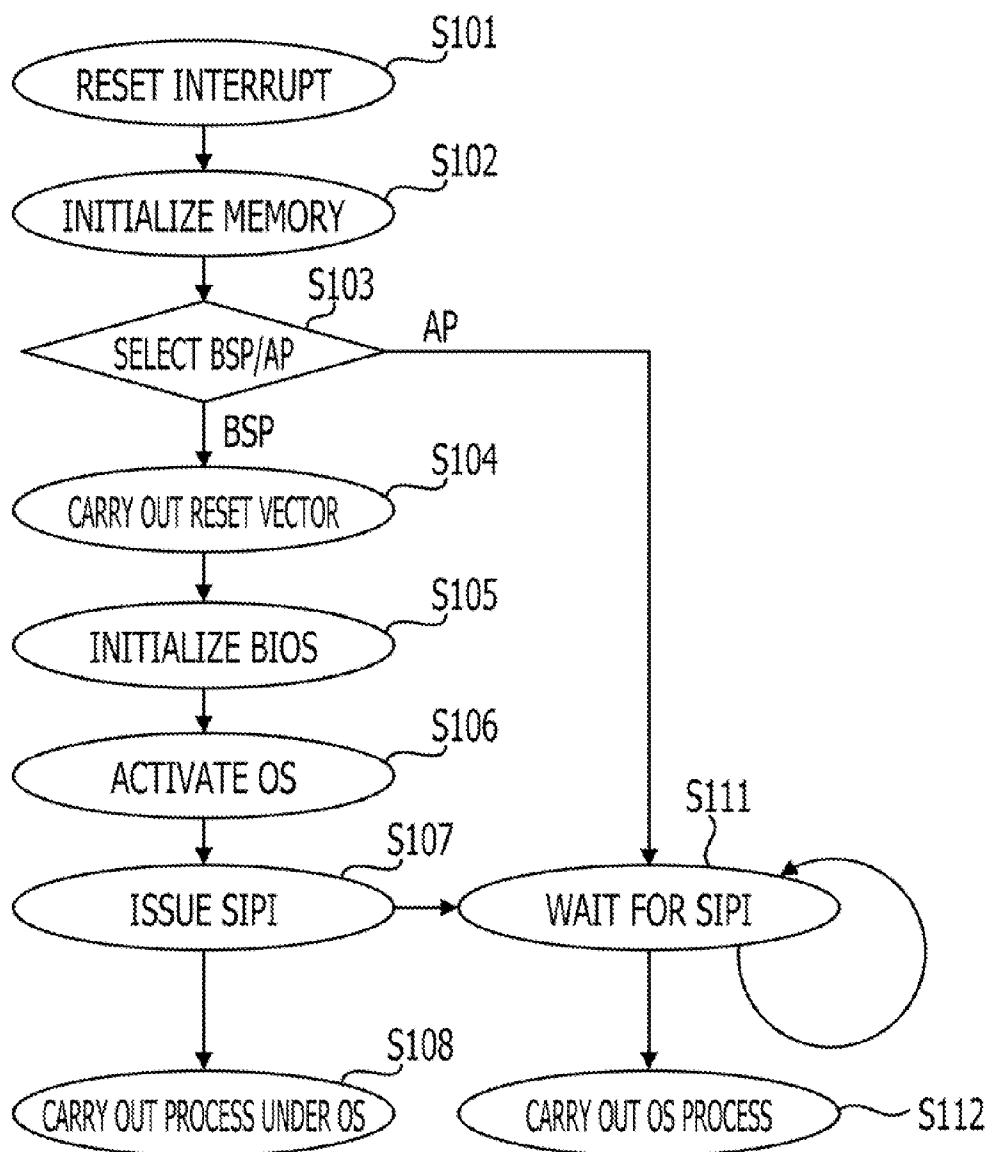 S101
RESET INTERRUPT
S102
INITIALIZE MEMORY
S103
SELECT BSP/AP
AP
BSP
S104
CARRY OUT RESET VECTOR
S105
INITIALIZE BIOS
S106
ACTIVATE OS
S107
ISSUE SIPI
S111
WAIT FOR SIPI
S108
CARRY OUT PROCESS UNDER OS
CARRY OUT OS PROCESS
S112